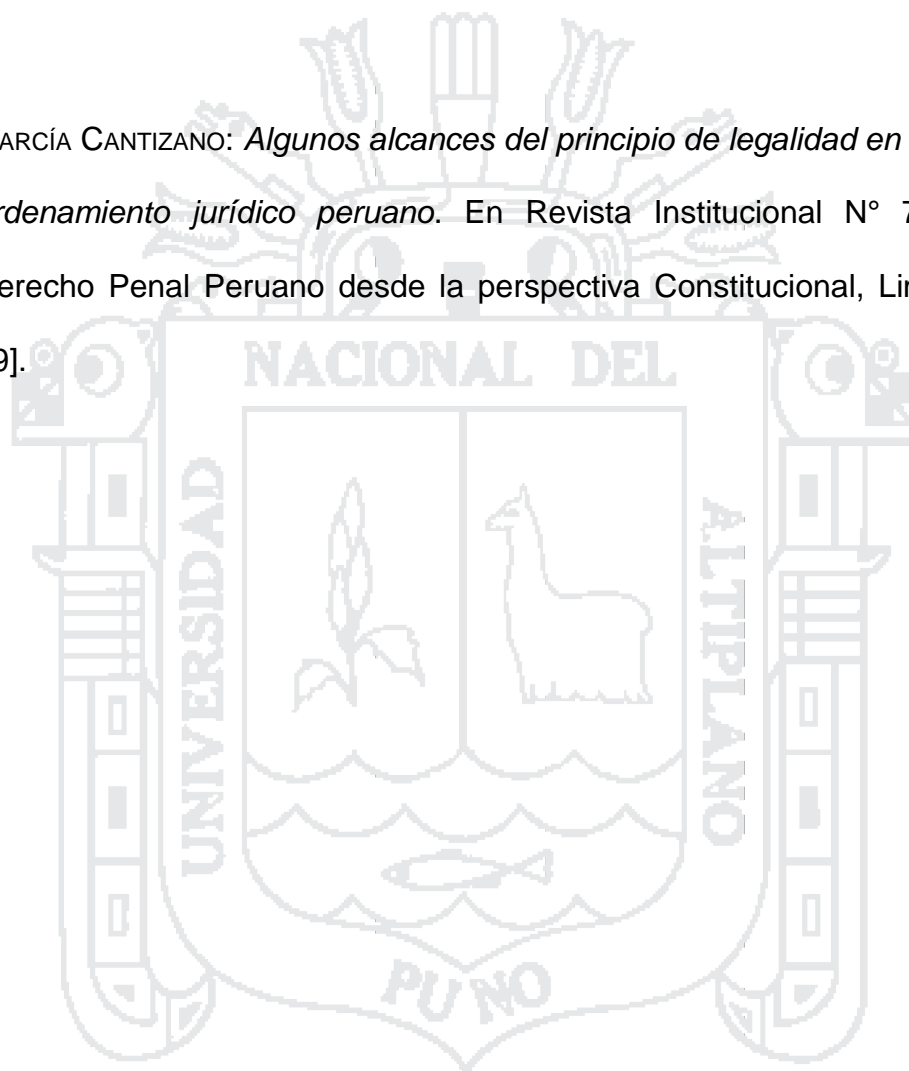 ARCÍA CANTIZANO: Algunos alcances del principio de legalidad en
rdenamiento jurídico peruano. En Revista Institucional N° 7
erecho Penal Peruano desde la perspectiva Constitucional, Lir
9].
NACIONAL DEL
UNIVERSIDAD
ALTIPLANO
PUNO